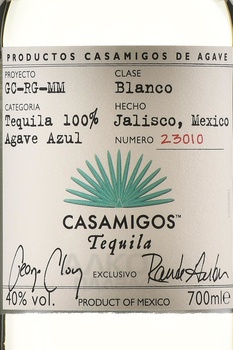 PRODUCTOS CASAMIGOS DE AGAVE
PROYECTO
GC-RG-MM
CLASE
Blanco
CATEGORIA
Tequila 100%
Agave Azul
HECHO
Jalisco, Mexico
NUMERO 23010
CASAMIGOS™
Tequila
EXCLUSIVO
40% vol.
PRODUCT OF MEXICO
700ml℮